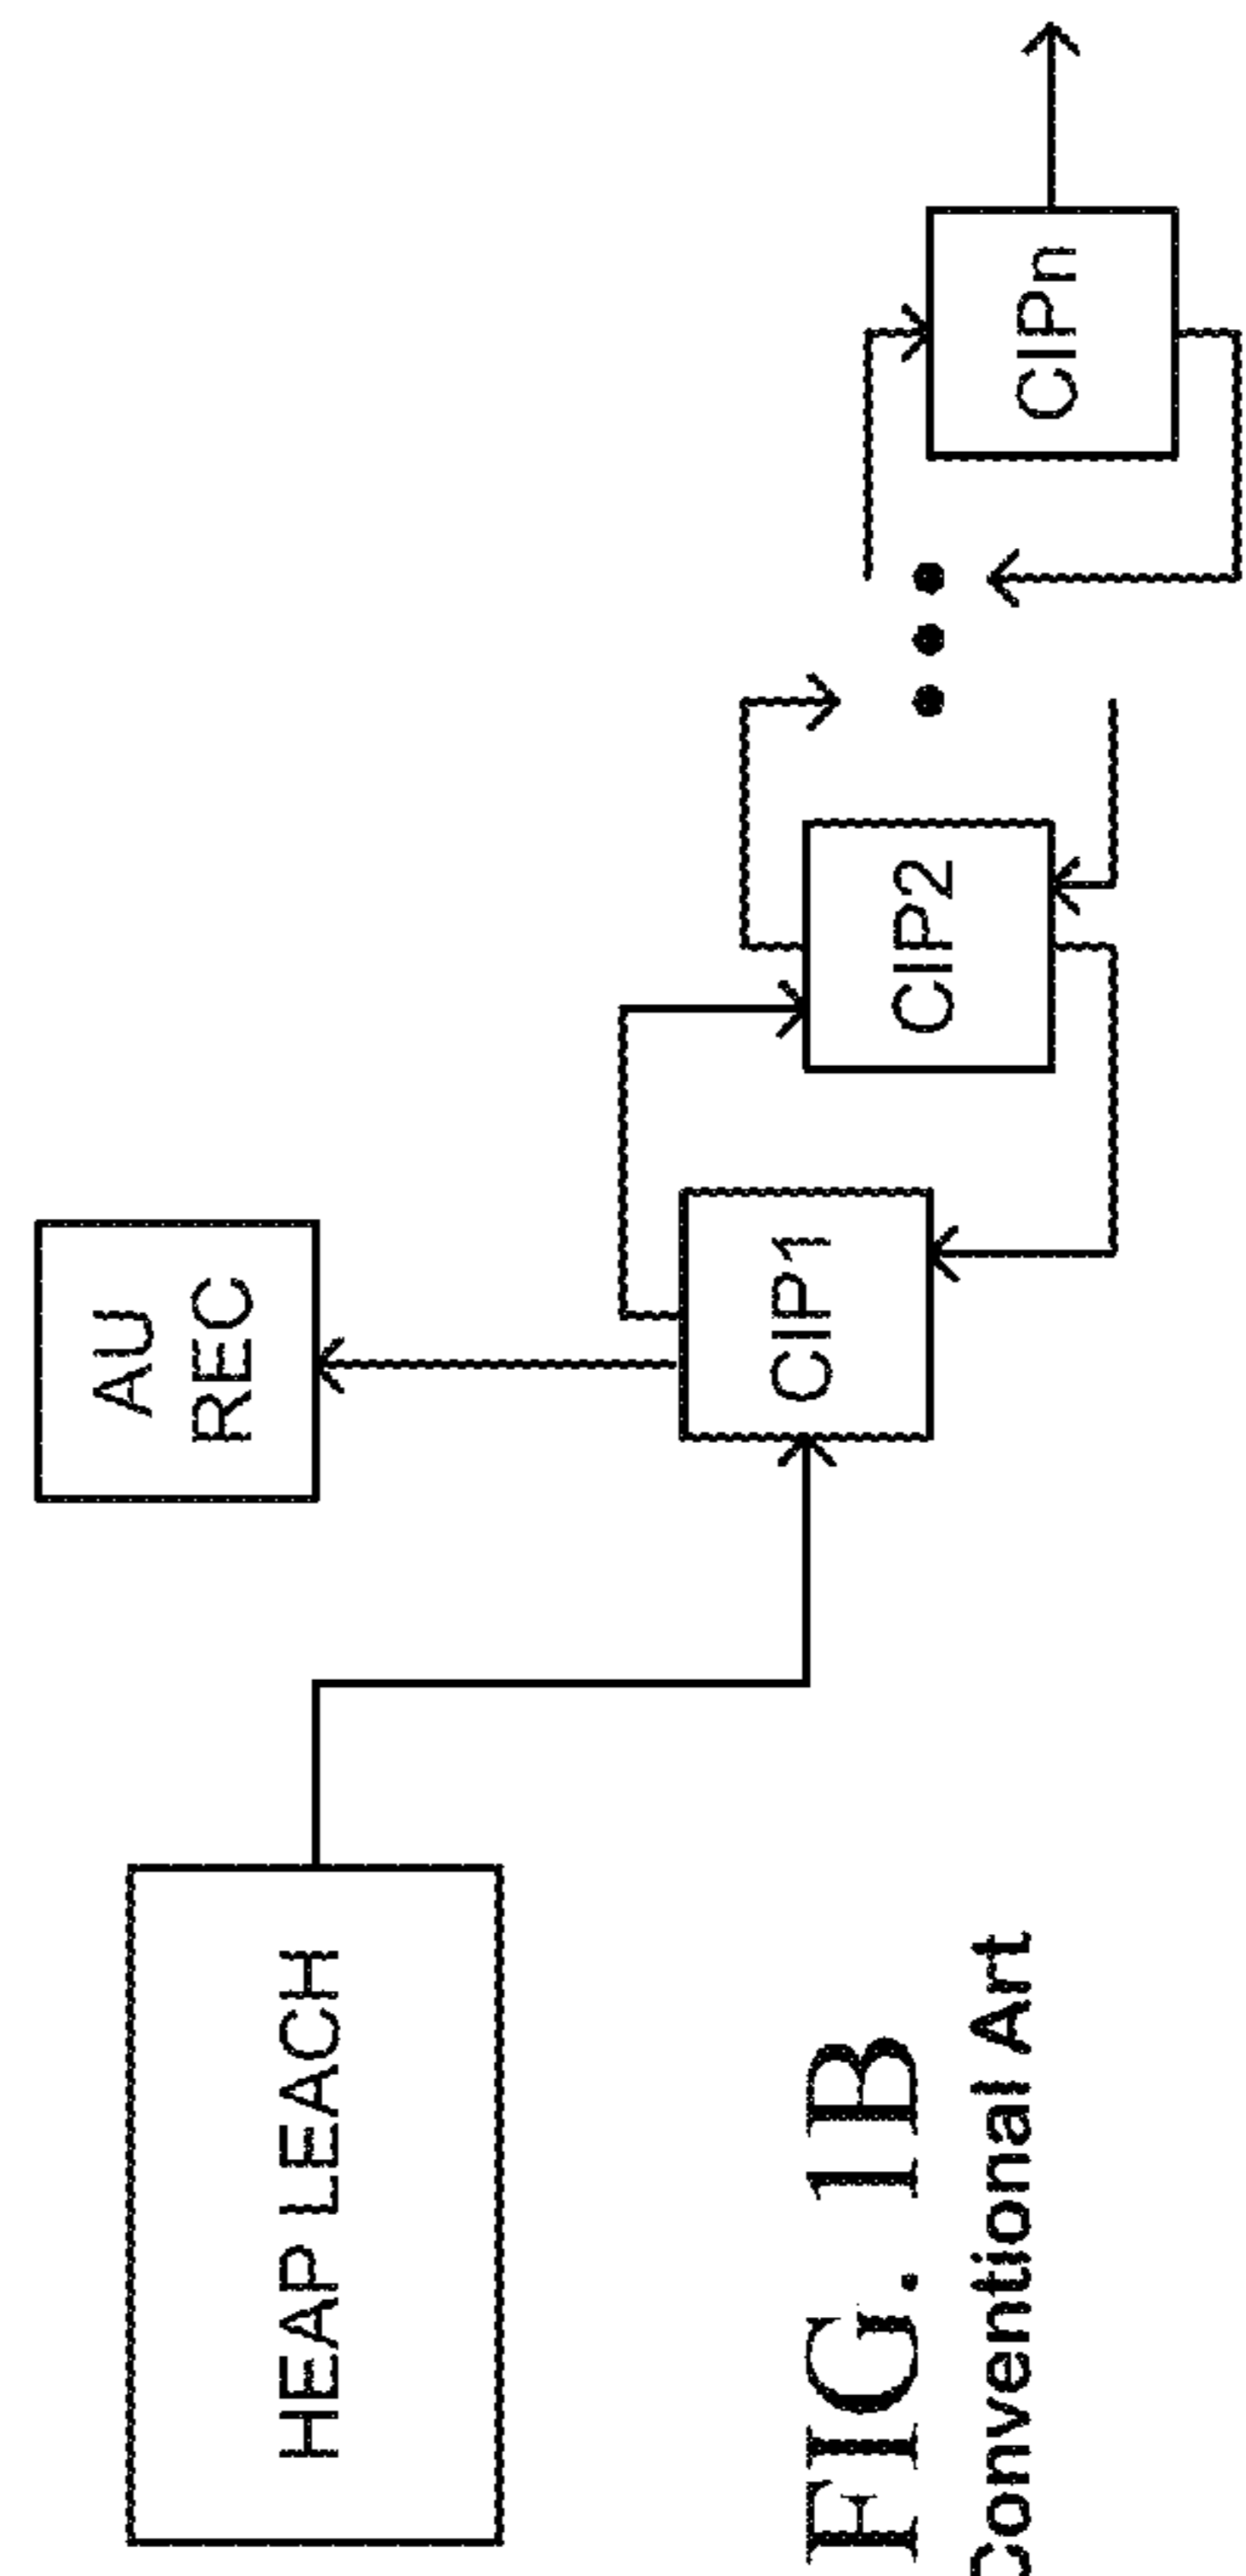 AU
REC
HEAP LEACH
CIP1
CIP2
CIPn
FIG. 1B
Conventional Art